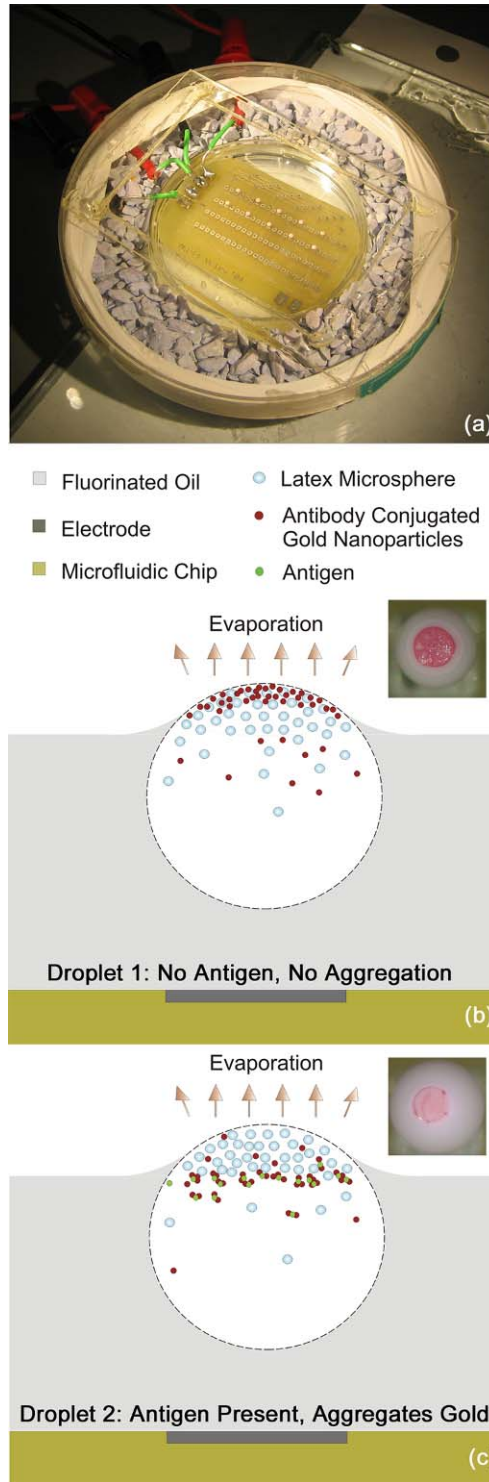 (a)
Fluorinated Oil
Latex Microsphere
Electrode
Antibody Conjugated
Gold Nanoparticles
Microfluidic Chip
Antigen
Evaporation
Droplet 1: No Antigen, No Aggregation
(b)
Evaporation
Droplet 2: Antigen Present, Aggregates Gold
(c)